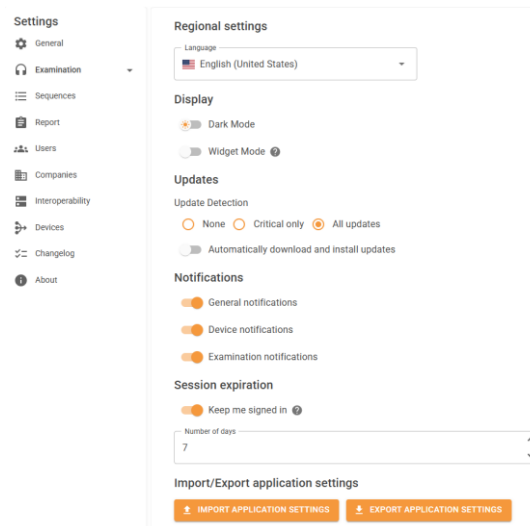 Settings
General
Examination
Sequences
Report
Users
Companies
Interoperability
Devices
Changelog
About
Regional settings
Language
English (United States)
Display
Dark Mode
Widget Mode
Updates
Update Detection
None Critical only All updates
Automatically download and install updates
Notifications
General notifications
Device notifications
Examination notifications
Session expiration
Keep me signed in
Number of days
7
Import/Export application settings
IMPORT APPLICATION SETTINGS EXPORT APPLICATION SETTINGS